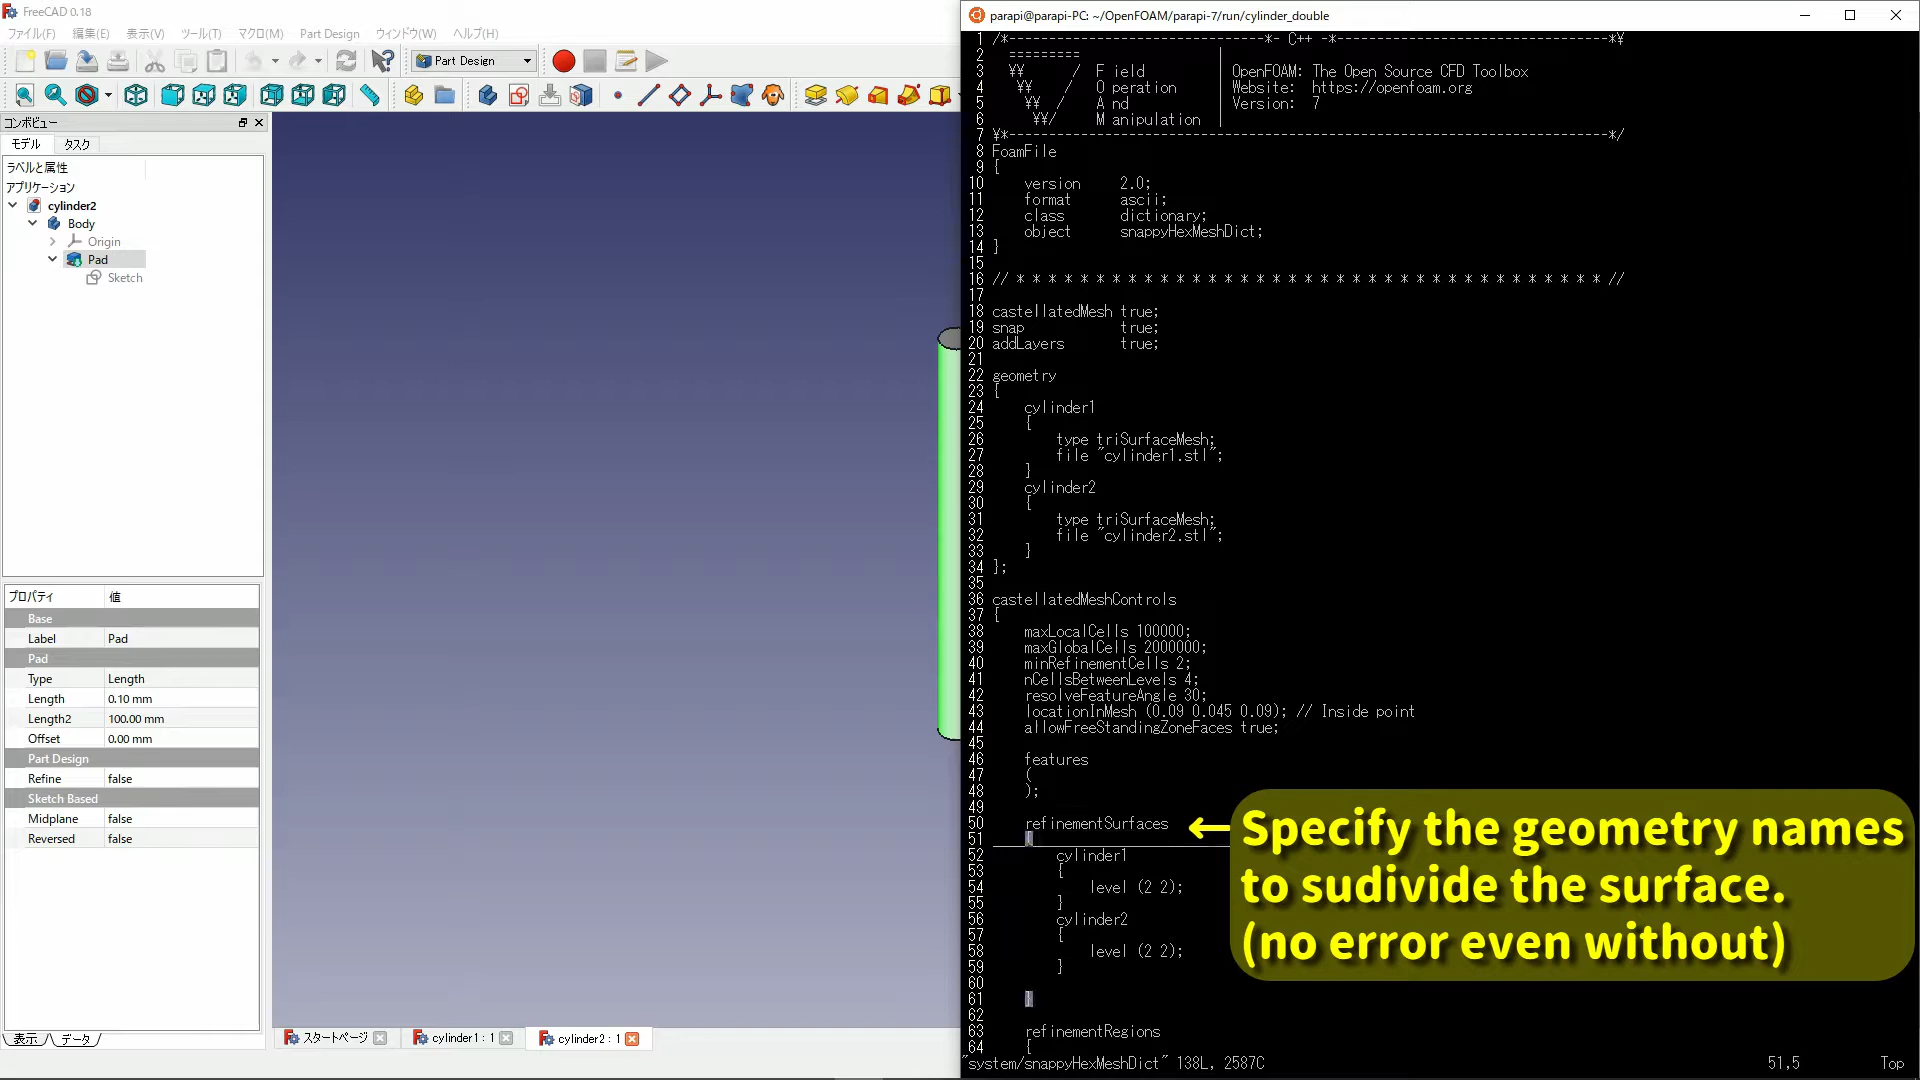 FreeCAD 0.18
ファイル(F) 編集(E) 表示(V) ツール(T) マクロ(M) Part Design ウィンドウ(W) ヘルプ(H)
Part Design
コンボビュー
モデル タスク
ラベルと属性
アプリケーション
cylinder2
Body
Origin
Pad
Sketch
プロパティ 値
Base
Label Pad
Pad
Type Length
Length 0.10 mm
Length2 100.00 mm
Offset 0.00 mm
Part Design
Refine false
Sketch Based
Midplane false
Reversed false
表示 データ
スタートページ cylinder1 : 1 cylinder2 : 1
parapi@parapi-PC: ~/OpenFOAM/parapi-7/run/cylinder_double
1 /*--------------------------------*- C++ -*----------------------------------*¥
2 =========                 |
3 ¥¥      /  F ield         | OpenFOAM: The Open Source CFD Toolbox
4 ¥¥    /   O peration     | Website:  https://openfoam.org
5 ¥¥  /    A nd           | Version:  7
6 ¥¥/     M anipulation  |
7 ¥*---------------------------------------------------------------------------*/
8 FoamFile
9 {
10 version 2.0;
11 format ascii;
12 class dictionary;
13 object snappyHexMeshDict;
14 }
15
16 // * * * * * * * * * * * * * * * * * * * * * * * * * * * * * * * * * * * * * //
17
18 castellatedMesh true;
19 snap true;
20 addLayers true;
21
22 geometry
23 {
24 cylinder1
25 {
26 type triSurfaceMesh;
27 file "cylinder1.stl";
28 }
29 cylinder2
30 {
31 type triSurfaceMesh;
32 file "cylinder2.stl";
33 }
34 };
35
36 castellatedMeshControls
37 {
38 maxLocalCells 100000;
39 maxGlobalCells 2000000;
40 minRefinementCells 2;
41 nCellsBetweenLevels 4;
42 resolveFeatureAngle 30;
43 locationInMesh (0.09 0.045 0.09); // Inside point
44 allowFreeStandingZoneFaces true;
45
46 features
47 (
48 );
49
50 refinementSurfaces
51 {
52 cylinder1
53 {
54 level (2 2);
55 }
56 cylinder2
57 {
58 level (2 2);
59 }
60
61 }
62
63 refinementRegions
64 {
"system/snappyHexMeshDict" 138L, 2587C 51,5 Top
← Specify the geometry names
to sudivide the surface.
(no error even without)